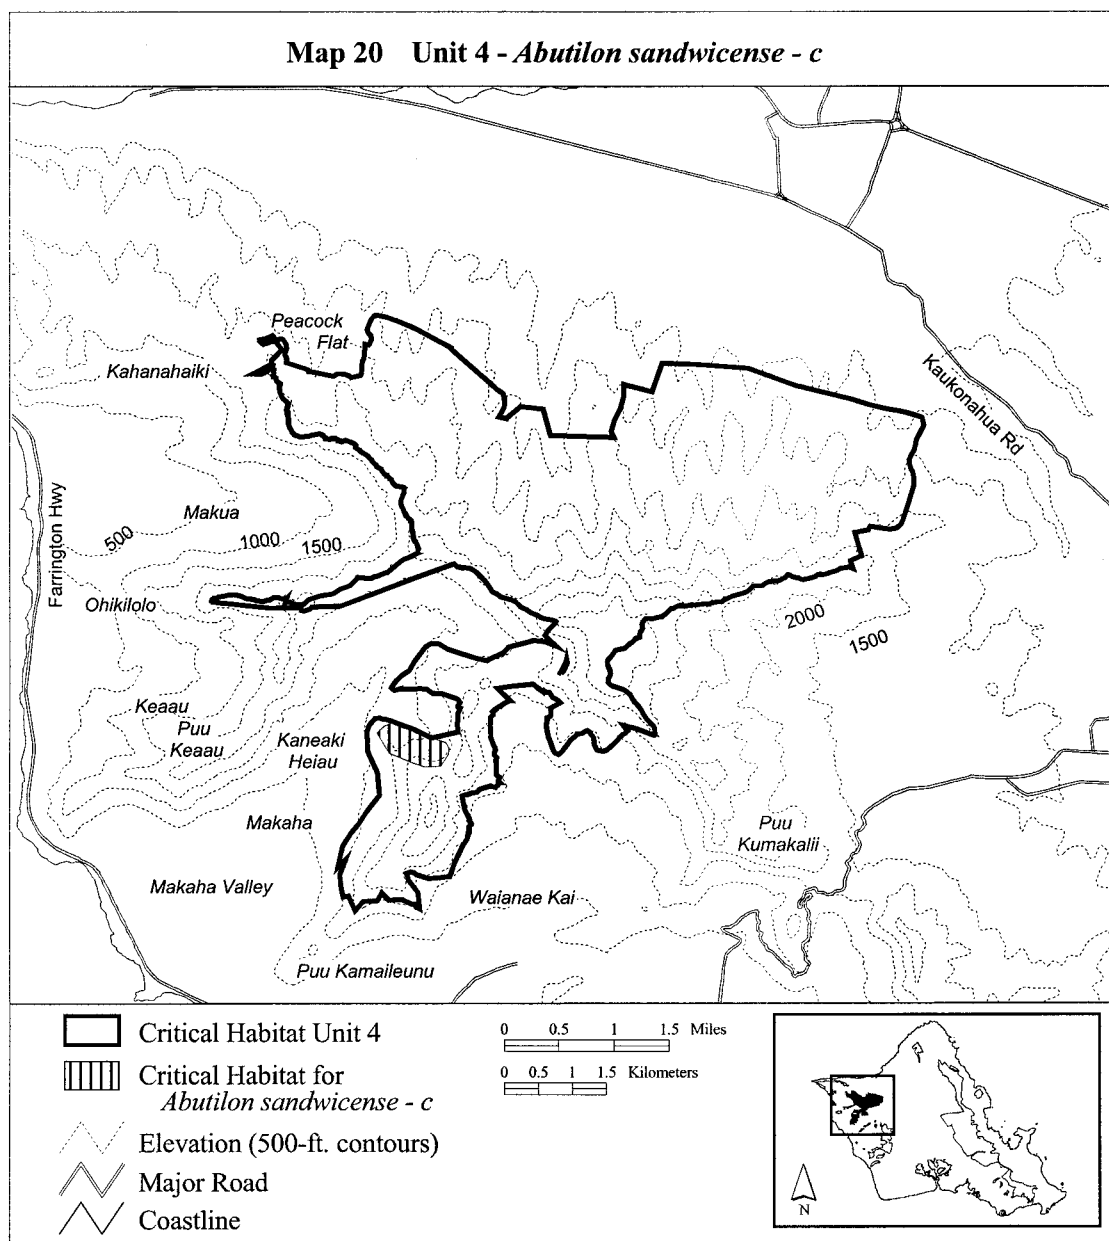 Map 20 Unit 4 - Abutilon sandwicense - c
Peacock
Flat
Kahanahaiki
Kaukonahua Rd
Farrington Hwy
Makua
500
1000
1500
Ohikilolo
2000
1500
Keaau
Puu
Keaau
Kaneaki
Heiau
Makaha
Puu
Kumakalii
Makaha Valley
Waianae Kai
Puu Kamaileunu
Critical Habitat Unit 4
Critical Habitat for
Abutilon sandwicense - c
Elevation (500-ft. contours)
Major Road
Coastline
0 0.5 1 1.5 Miles
0 0.5 1 1.5 Kilometers
N